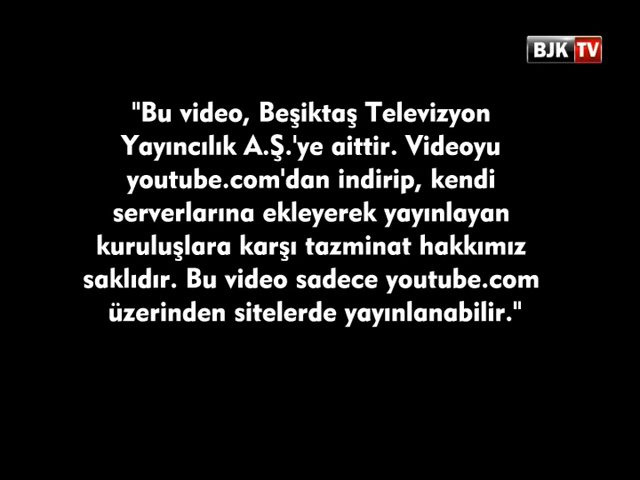 BJK TV
"Bu video, Beşiktaş Televizyon
Yayıncılık A.Ş.'ye aittir. Videoyu
youtube.com'dan indirip, kendi
serverlarına ekleyerek yayınlayan
kuruluşlara karşı tazminat hakkımız
saklıdır. Bu video sadece youtube.com
üzerinden sitelerde yayınlanabilir."